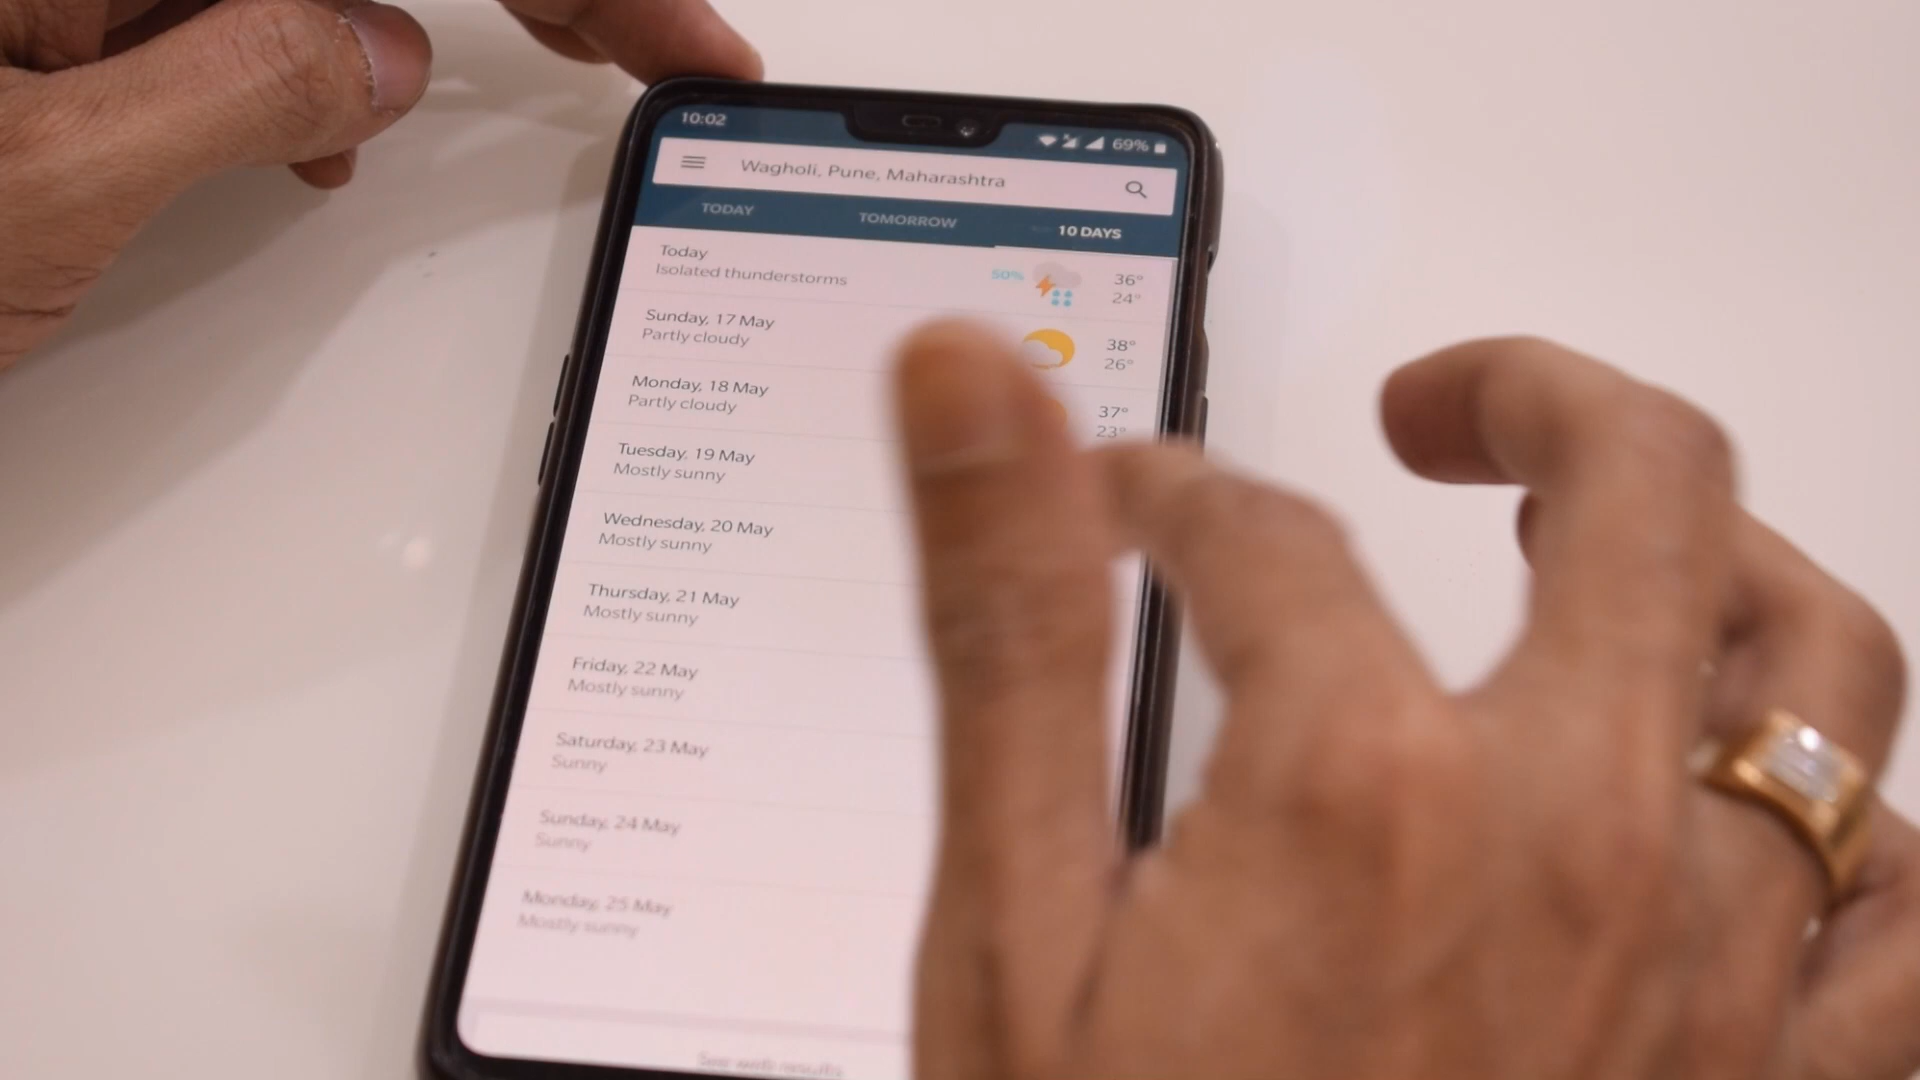 10:02
69%
Wagholi, Pune, Maharashtra
TODAY TOMORROW 10 DAYS
Today
Isolated thunderstorms
50%
36°
24°
Sunday, 17 May
Partly cloudy
38°
26°
Monday, 18 May
Partly cloudy
37°
23°
Tuesday, 19 May
Mostly sunny
Wednesday, 20 May
Mostly sunny
Thursday, 21 May
Mostly sunny
Friday, 22 May
Mostly sunny
Saturday, 23 May
Sunny
Sunday, 24 May
Sunny
Monday, 25 May
Mostly sunny
See web results